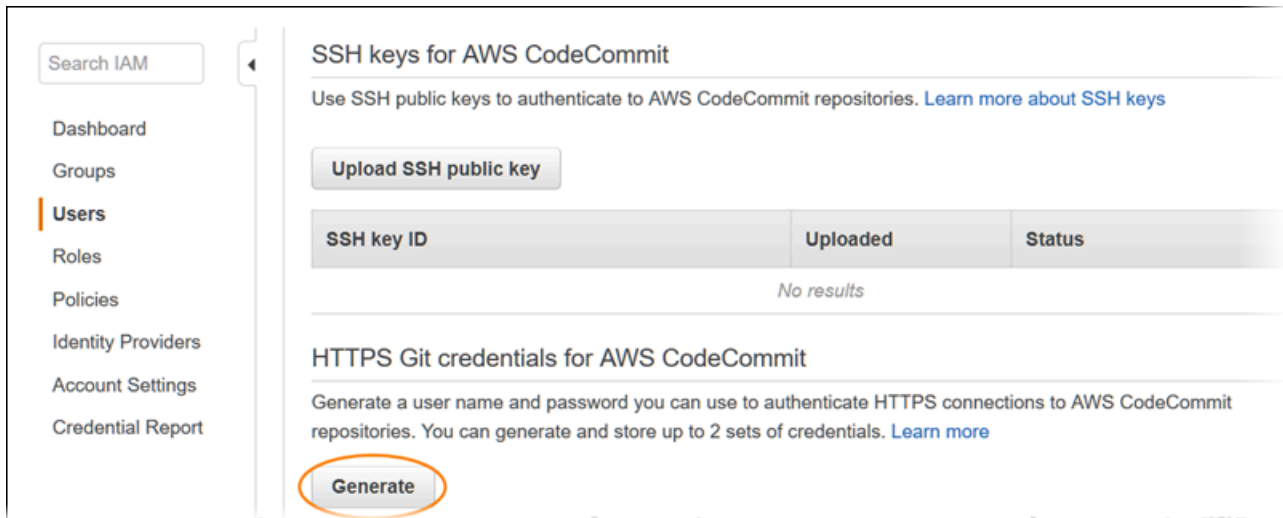 Search IAM
Dashboard
Groups
Users
Roles
Policies
Identity Providers
Account Settings
Credential Report
SSH keys for AWS CodeCommit
Use SSH public keys to authenticate to AWS CodeCommit repositories. Learn more about SSH keys
Upload SSH public key
SSH key ID Uploaded Status
No results
HTTPS Git credentials for AWS CodeCommit
Generate a user name and password you can use to authenticate HTTPS connections to AWS CodeCommit
repositories. You can generate and store up to 2 sets of credentials. Learn more
Generate